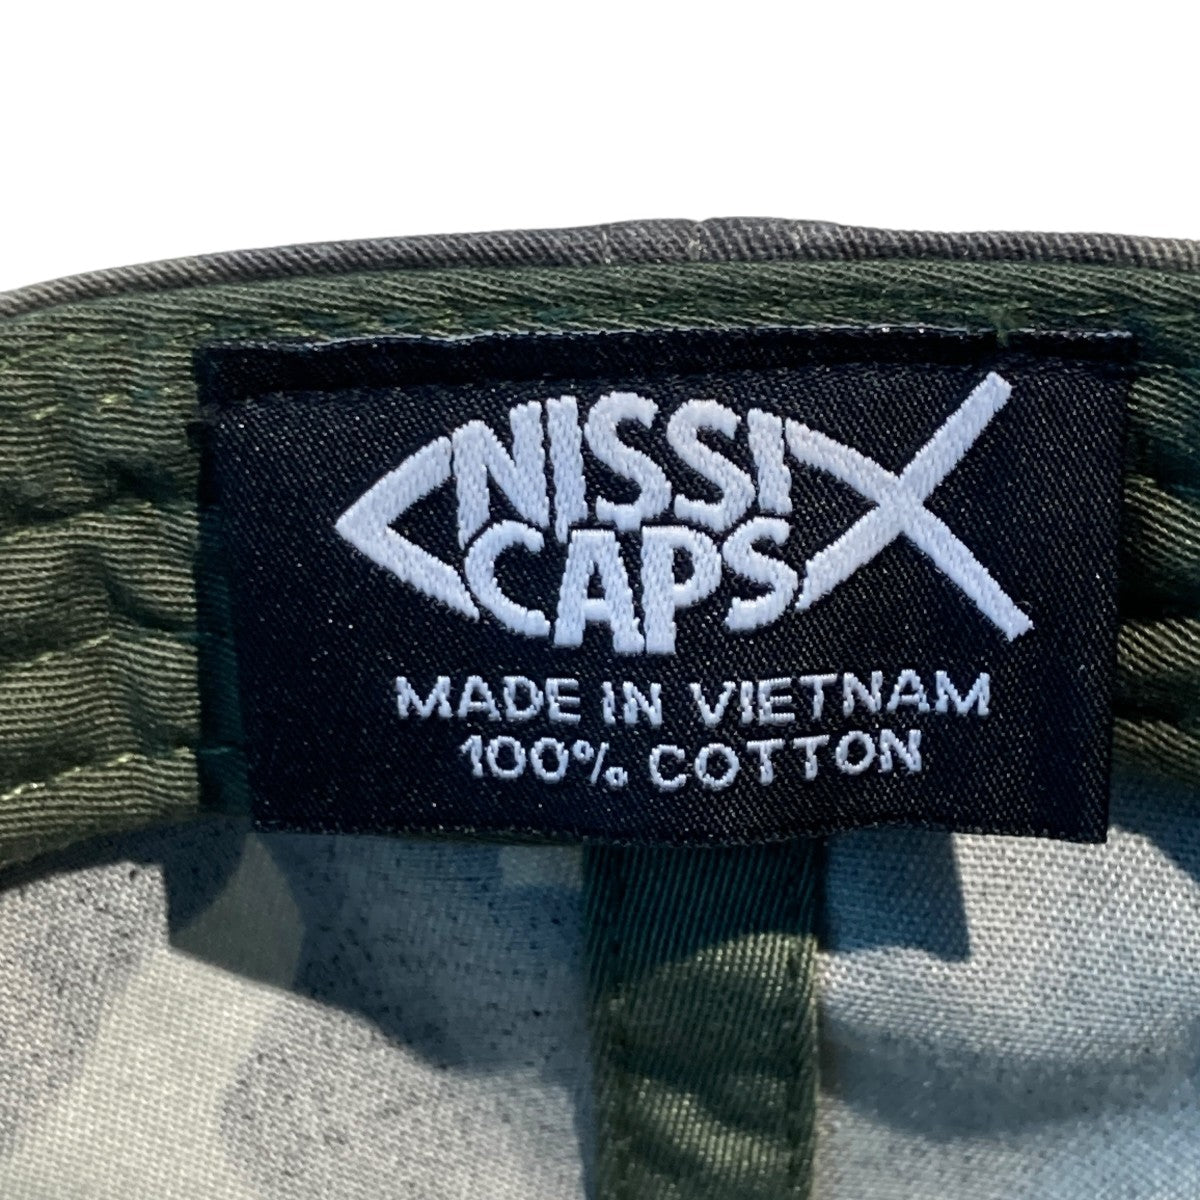 NISSI
CAPS
MADE IN VIETNAM
100% COTTON